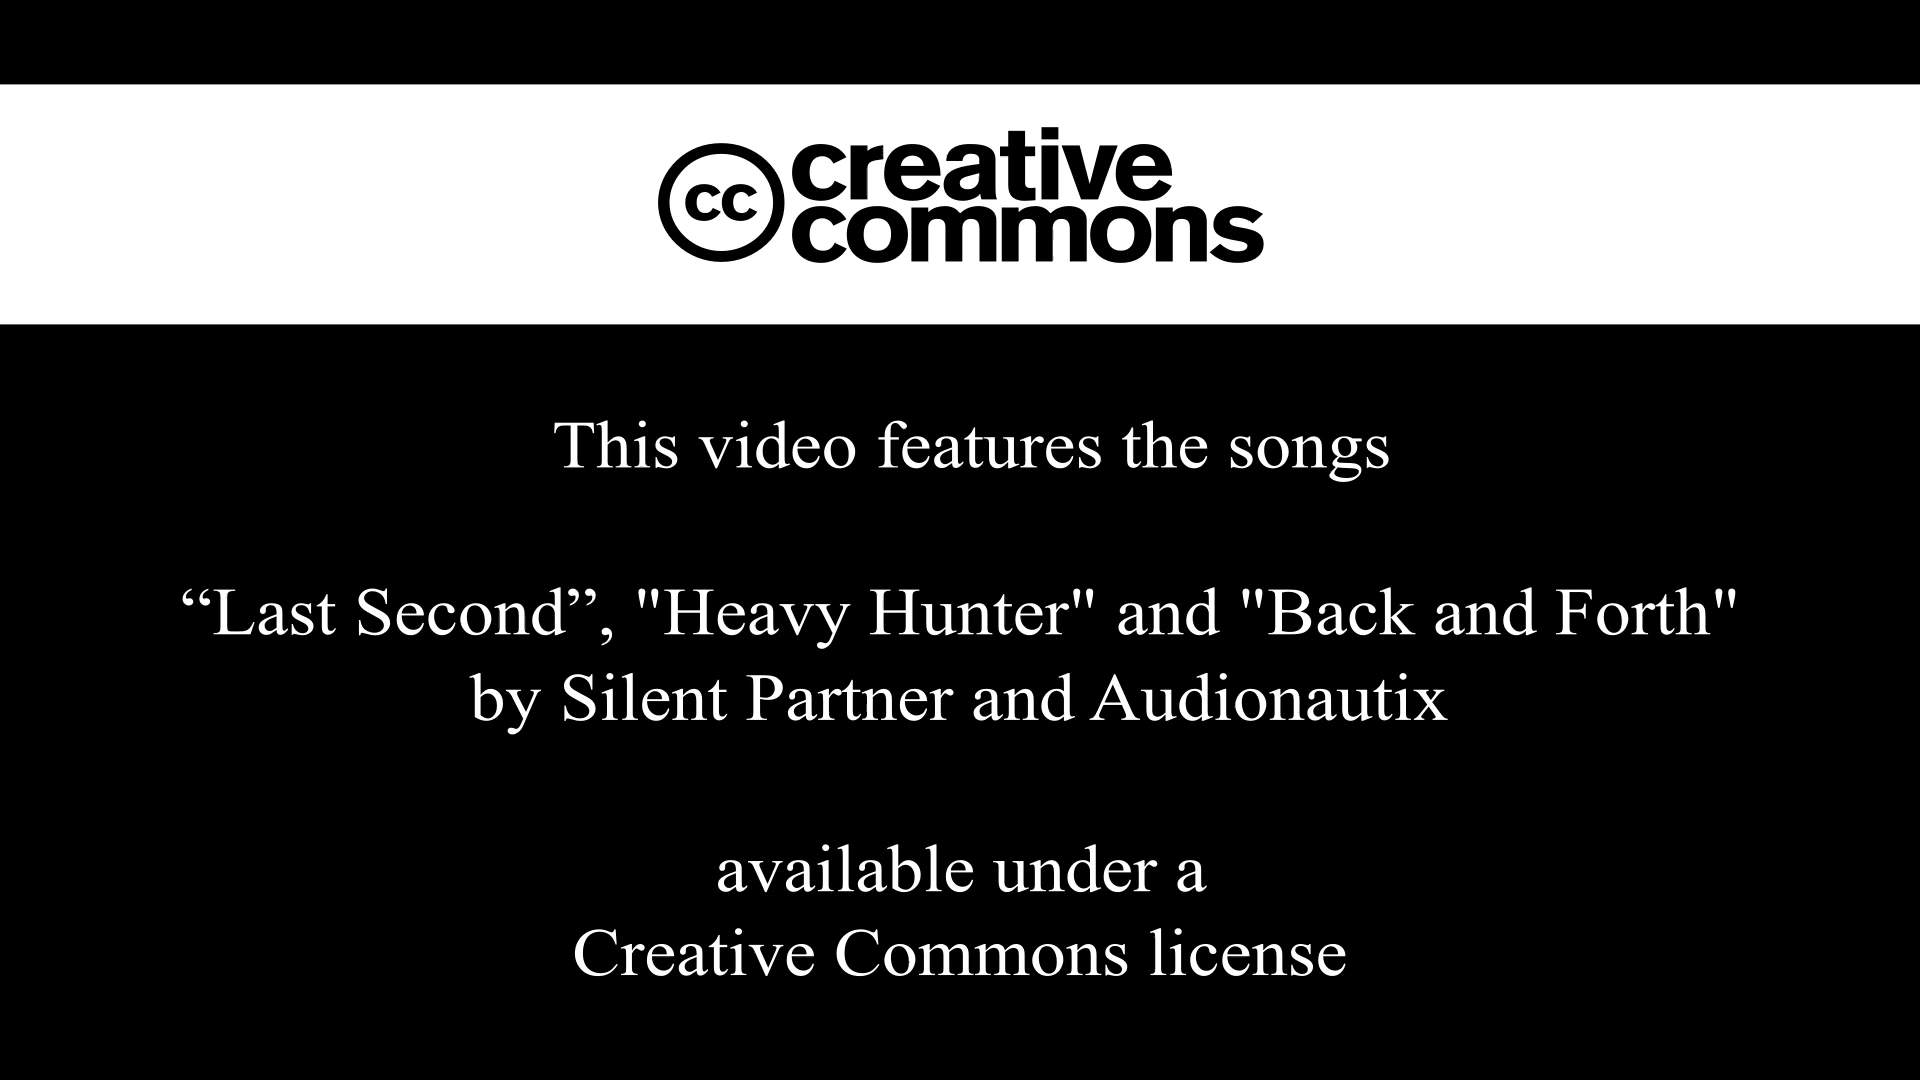 cc creative
commons
This video features the songs
“Last Second”, "Heavy Hunter" and "Back and Forth"
by Silent Partner and Audionautix
available under a
Creative Commons license